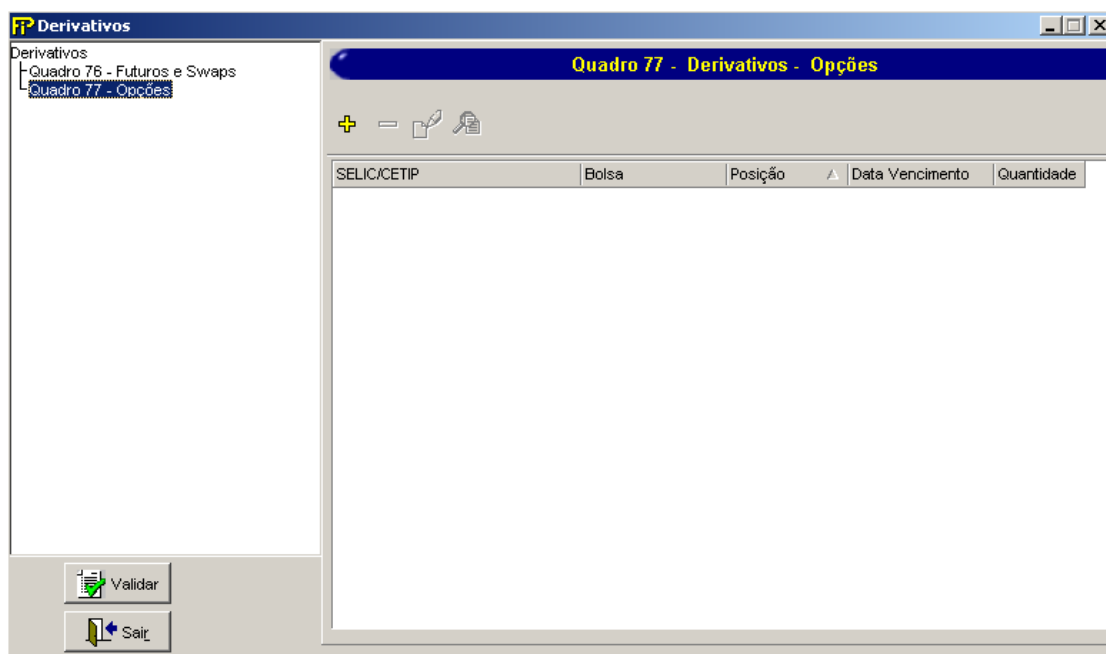 FIP Derivativos
Derivativos
Quadro 76 - Futuros e Swaps
Quadro 77 - Opções
Quadro 77 - Derivativos - Opções
SELIC/CETIP Bolsa Posição Data Vencimento Quantidade
Validar
Sair